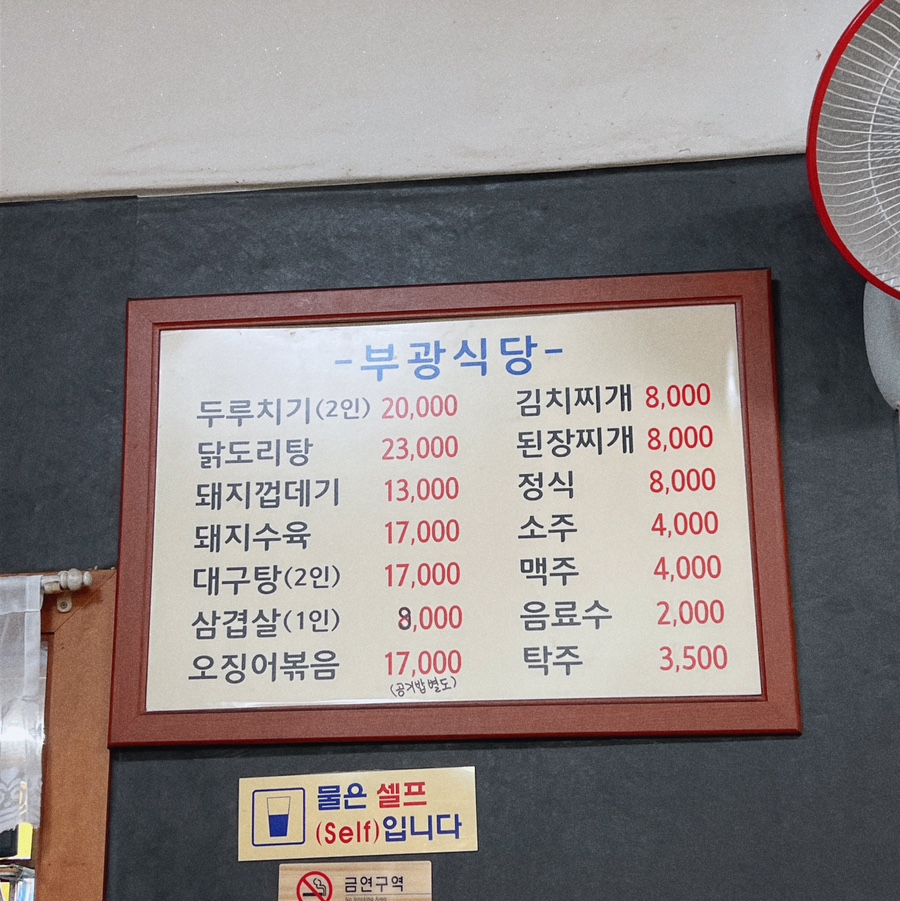 -부광식당-
두루치기(2인) 20,000
닭도리탕 23,000
돼지껍데기 13,000
돼지수육 17,000
대구탕(2인) 17,000
삼겹살(1인) 8,000
오징어볶음 17,000
(공기밥별도)
김치찌개 8,000
된장찌개 8,000
정식 8,000
소주 4,000
맥주 4,000
음료수 2,000
탁주 3,500
물은 셀프
(Self)입니다
금연구역
No Smoking Area